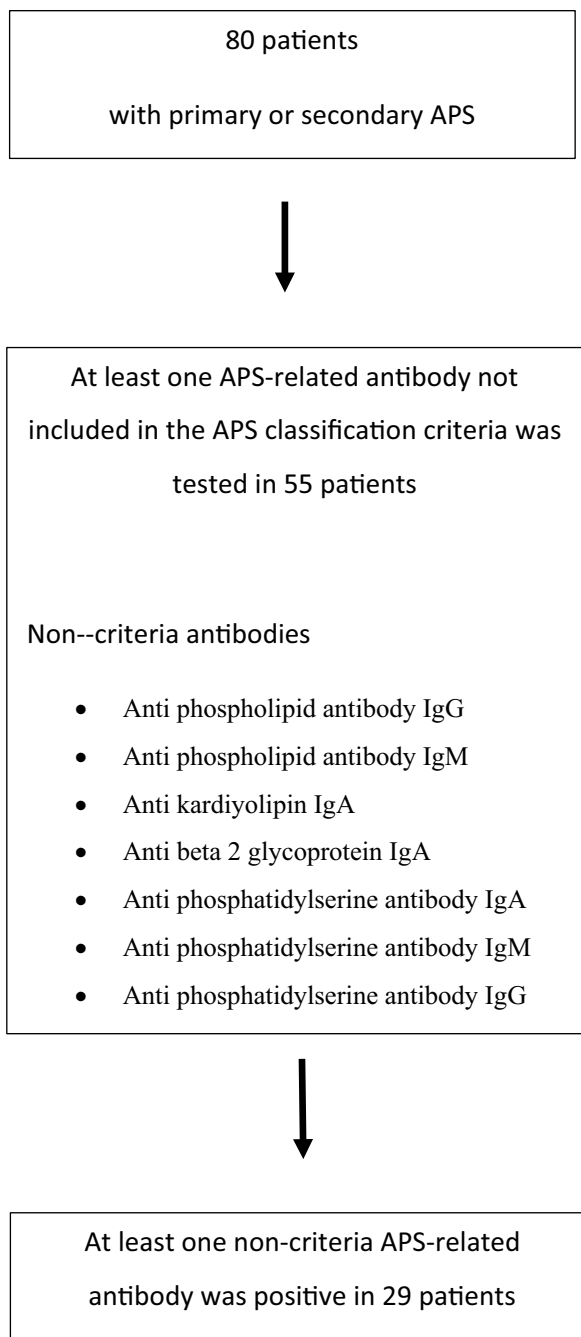 80 patients
with primary or secondary APS
At least one APS-related antibody not
included in the APS classification criteria was
tested in 55 patients
Non--criteria antibodies
• Anti phospholipid antibody IgG
• Anti phospholipid antibody IgM
• Anti kardiyolipin IgA
• Anti beta 2 glycoprotein IgA
• Anti phosphatidylserine antibody IgA
• Anti phosphatidylserine antibody IgM
• Anti phosphatidylserine antibody IgG
At least one non-criteria APS-related
antibody was positive in 29 patients